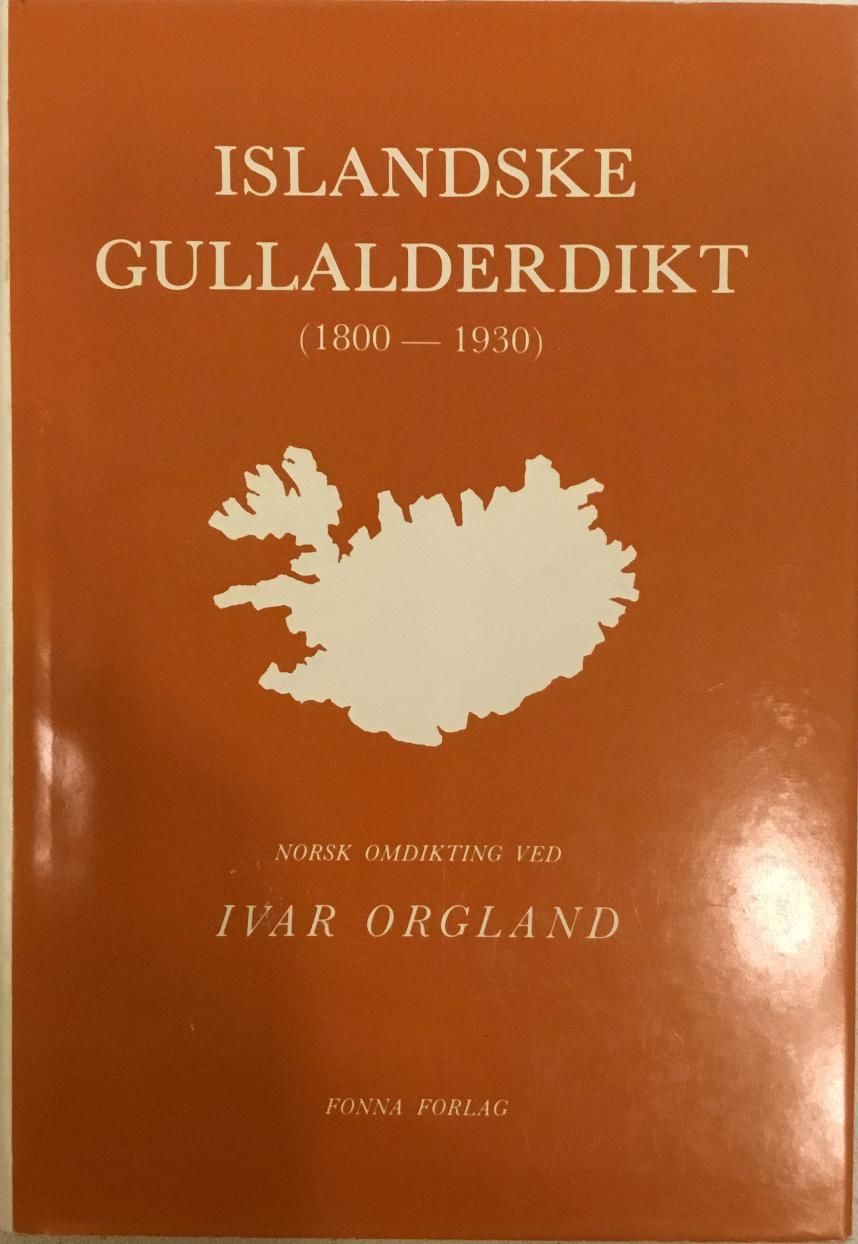 ISLANDSKE
GULLALDERDIKT
(1800 — 1930)
NORSK OMDIKTING VED
IVAR ORGLAND
FONNA FORLAG